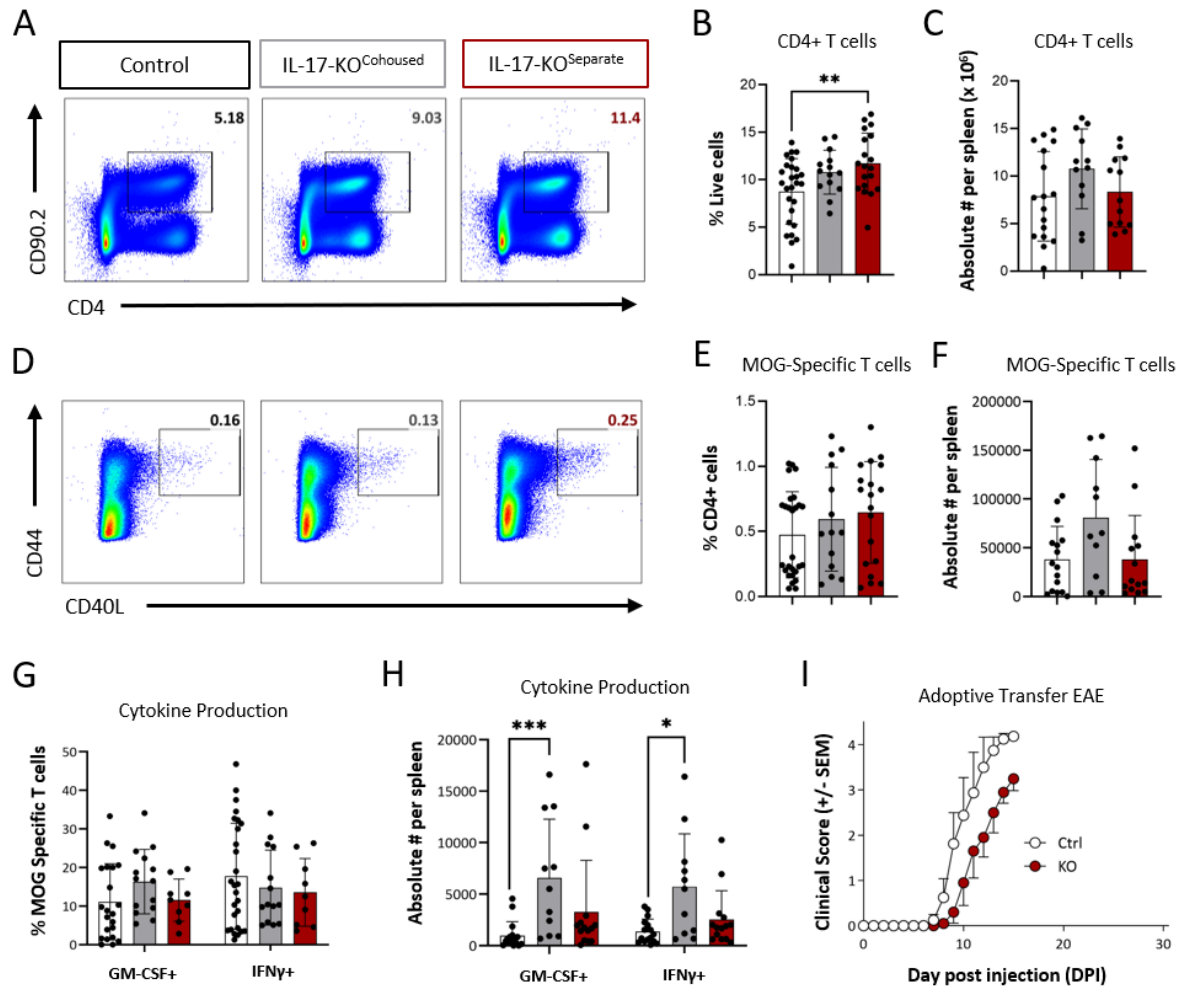 A
Control
IL-17-KO^Cohoused
IL-17-KO^Separate
5.18
9.03
11.4
CD90.2
CD4
B
CD4+ T cells
**
% Live cells
20
15
10
5
0
C
CD4+ T cells
Absolute # per spleen (x 10⁶)
20
15
10
5
0
D
0.16
0.13
0.25
CD44
CD40L
E
MOG-Specific T cells
% CD4+ cells
1.5
1.0
0.5
0.0
F
MOG-Specific T cells
Absolute # per spleen
200000
150000
100000
50000
0
G
Cytokine Production
% MOG Specific T cells
50
40
30
20
10
0
GM-CSF+
IFNγ+
H
Cytokine Production
***
*
Absolute # per spleen
20000
15000
10000
5000
0
GM-CSF+
IFNγ+
I
Adoptive Transfer EAE
Clinical Score (+/- SEM)
4
3
2
1
0
Ctrl
KO
0
10
20
30
Day post injection (DPI)